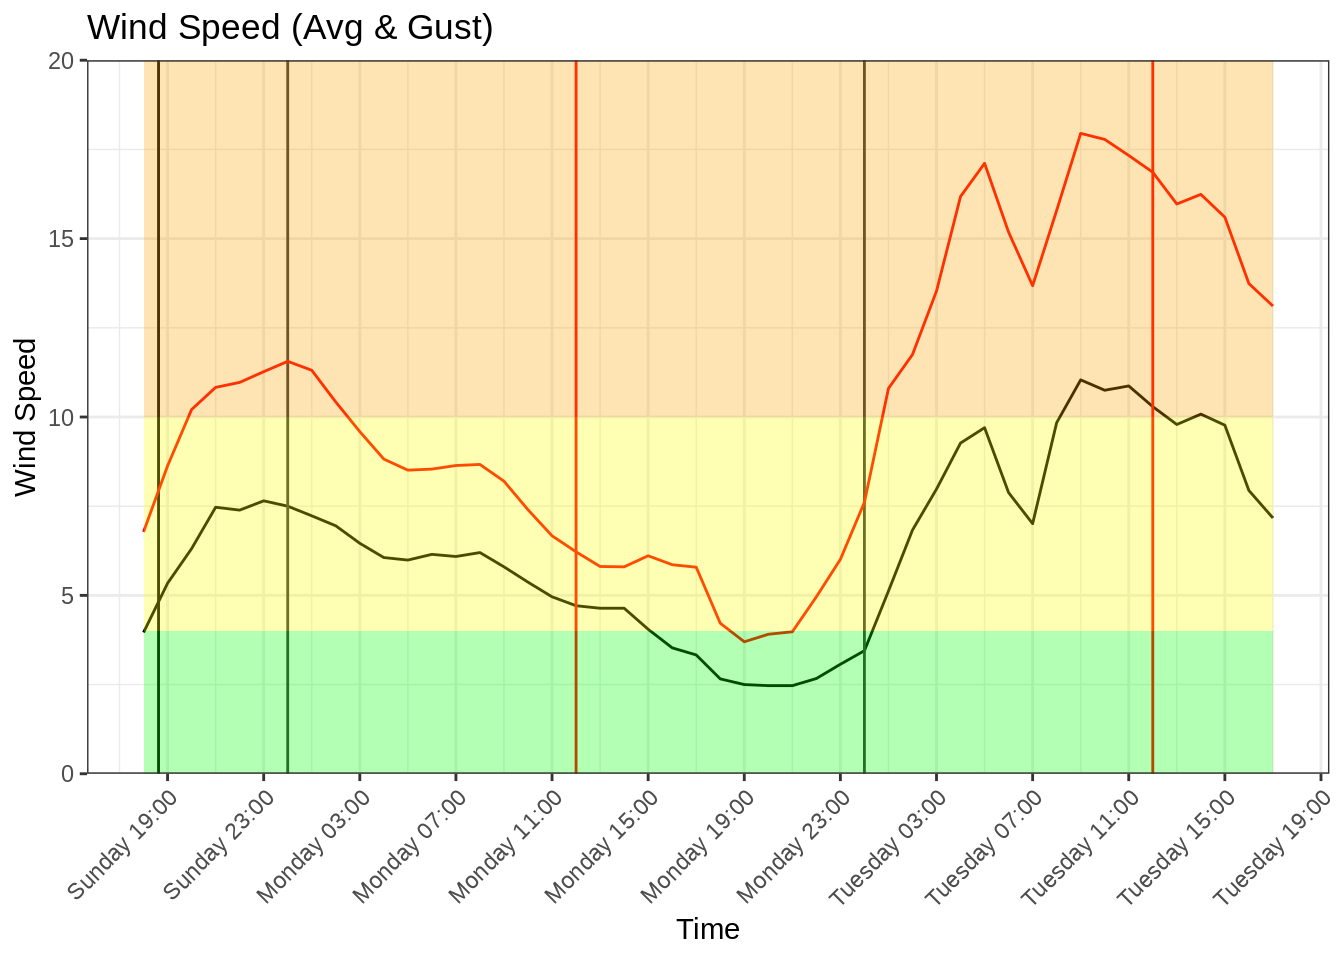 Wind Speed (Avg & Gust)
20
15
10
5
0
Wind Speed
Sunday 19:00
Sunday 23:00
Monday 03:00
Monday 07:00
Monday 11:00
Monday 15:00
Monday 19:00
Monday 23:00
Tuesday 03:00
Tuesday 07:00
Tuesday 11:00
Tuesday 15:00
Tuesday 19:00
Time